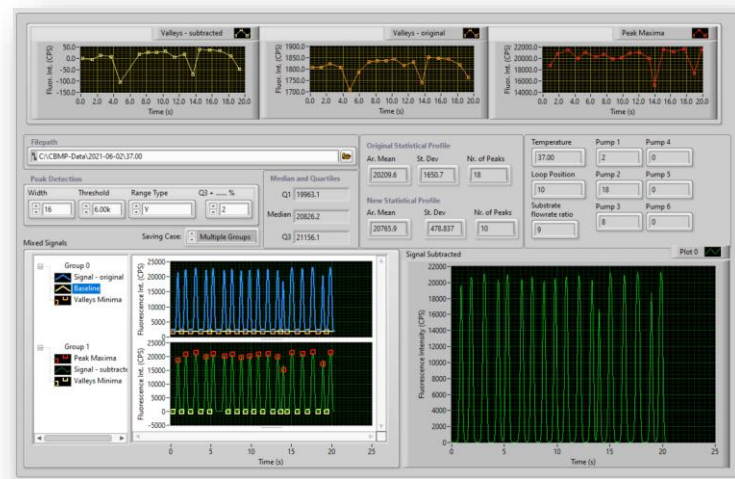 Valleys - subtracted
Valleys - original
Peak Maxima
Fluor. Int. (CPS)
50.0
0.0
-50.0
-100.0
-150.0
0.0 2.0 4.0 6.0 8.0 10.0 12.0 14.0 16.0 18.0 20.0
Time (s)
Fluor. Int. (CPS)
1900.0
1850.0
1800.0
1750.0
1700.0
0.0 2.0 4.0 6.0 8.0 10.0 12.0 14.0 16.0 18.0 20.0
Time (s)
Fluor. Int. (CPS)
22000.0
20000.0
18000.0
16000.0
14000.0
0.0 2.0 4.0 6.0 8.0 10.0 12.0 14.0 16.0 18.0 20.0
Time (s)
Filepath
C:\CBMP-Data\2021-06-02\37.00
Peak Detection
Width Threshold Range Type Q3 + ..... %
16 6.00k Y 2
Saving Case: Multiple Groups
Median and Quartiles
Q1 19963.1
Median 20826.2
Q3 21156.1
Original Statistical Profile
Ar. Mean St. Dev Nr. of Peaks
20209.6 1650.7 18
New Statistical Profile
Ar. Mean St. Dev. Nr. of Peaks
20765.9 478.837 10
Temperature Pump 1 Pump 4
37.00 2 0
Loop Position Pump 2 Pump 5
10 18 0
Substrate flowrate ratio Pump 3 Pump 6
9 8 0
Mixed Signals
Group 0
Signal - original
Baseline
Valleys Minima
Group 1
Peak Maxima
Signal - subtracte
Valleys Minima
Fluorescence Int. (CPS)
25000
20000
15000
10000
5000
0
Fluorescence Int. (CPS)
25000
20000
15000
10000
5000
0
-5000
0 5 10 15 20 25
Time (s)
Signal Subtracted
Plot 0
Fluorescence Intensity (CPS)
22000
20000
18000
16000
14000
12000
10000
8000
6000
4000
2000
0
0 5 10 15 20 25
Time (s)